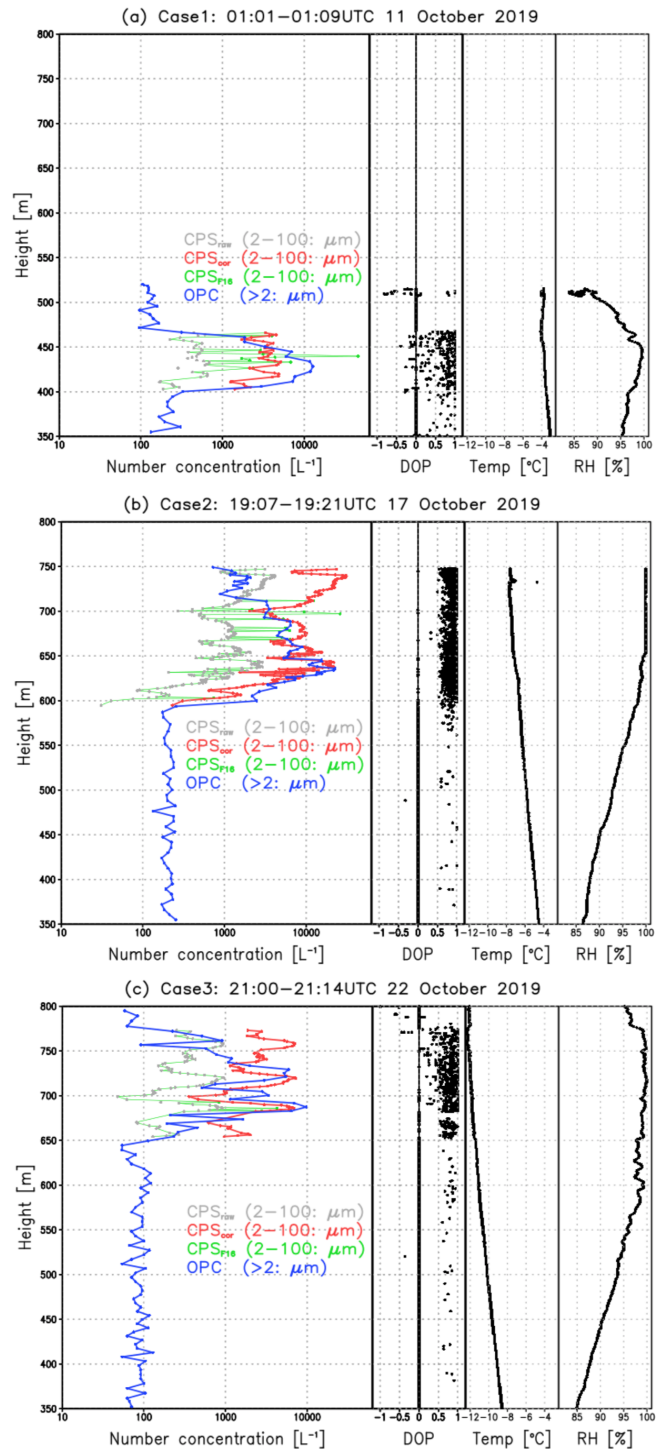 (a) Case1: 01:01−01:09UTC 11 October 2019
800
750
700
650
600
550
500
450
400
350
Height [m]
CPSraw (2−100: μm)
CPScor (2−100: μm)
CPSF16 (2−100: μm)
OPC (>2: μm)
10 100 1000 10000
−1 −0.5 0 0.5 1
−12 −10 −8 −6 −4
85 90 95 100
Number concentration [L⁻¹] DOP Temp [°C] RH [%]
(b) Case2: 19:07−19:21UTC 17 October 2019
800
750
700
650
600
550
500
450
400
350
Height [m]
CPSraw (2−100: μm)
CPScor (2−100: μm)
CPSF16 (2−100: μm)
OPC (>2: μm)
10 100 1000 10000
−1 −0.5 0 0.5 1
−12 −10 −8 −6 −4
85 90 95 100
Number concentration [L⁻¹] DOP Temp [°C] RH [%]
(c) Case3: 21:00−21:14UTC 22 October 2019
800
750
700
650
600
550
500
450
400
350
Height [m]
CPSraw (2−100: μm)
CPScor (2−100: μm)
CPSF16 (2−100: μm)
OPC (>2: μm)
10 100 1000 10000
−1 −0.5 0 0.5 1
−12 −10 −8 −6 −4
85 90 95 100
Number concentration [L⁻¹] DOP Temp [°C] RH [%]